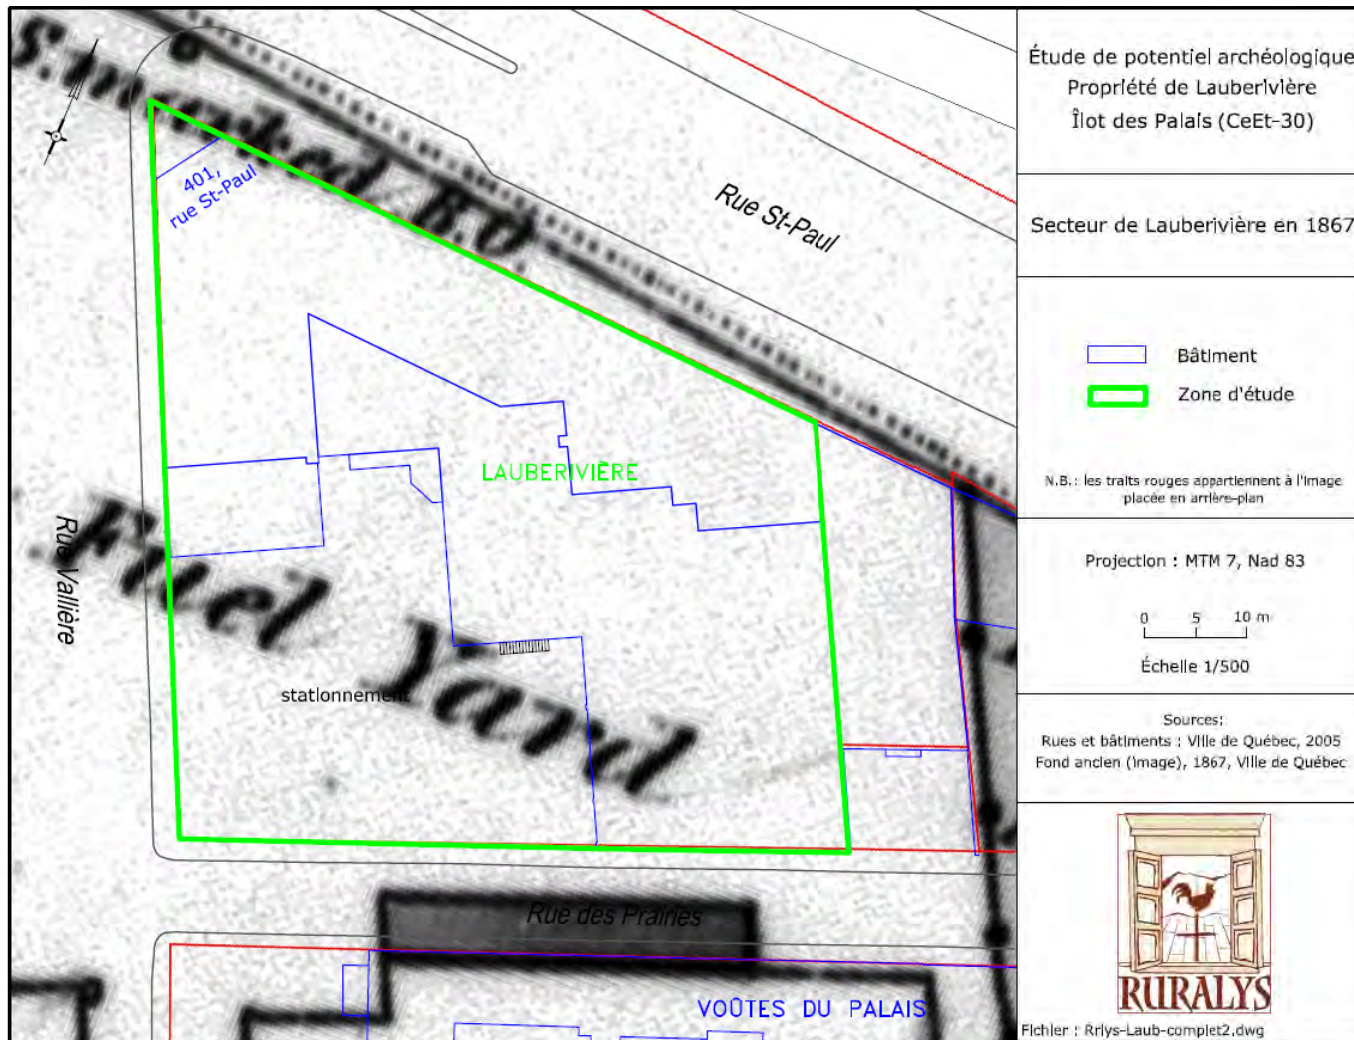 S. marked B.O.
401,
rue St-Paul
Rue St-Paul
LAUBERIVIÈRE
Rue Vallière
Fuel Yard
stationnement
Rue des Prairies
VOÛTES DU PALAIS
Étude de potentiel archéologique
Propriété de Lauberivière
Îlot des Palais (CeEt-30)
Secteur de Lauberivière en 1867
Bâtiment
Zone d'étude
N.B.: les traits rouges appartiennent à l'image
placée en arrière-plan
Projection : MTM 7, Nad 83
0 5 10 m
Échelle 1/500
Sources:
Rues et bâtiments : Ville de Québec, 2005
Fond ancien (image), 1867, Ville de Québec
RURALYS
Fichier : Rrlys-Laub-complet2.dwg